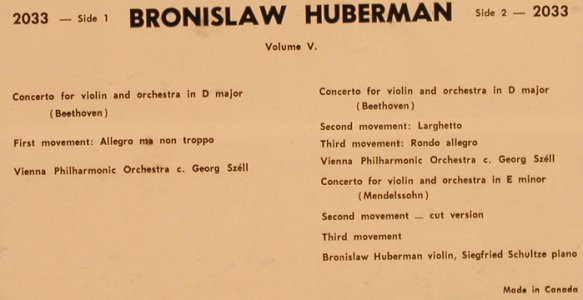 2033 — Side 1 BRONISLAW HUBERMAN Side 2 — 2033
Volume V.
Concerto for violin and orchestra in D major
(Beethoven)
First movement: Allegro ma non troppo
Vienna Philharmonic Orchestra c. Georg Széll
Concerto for violin and orchestra in D major
(Beethoven)
Second movement: Larghetto
Third movement: Rondo allegro
Vienna Philharmonic Orchestra c. Georg Széll
Concerto for violin and orchestra in E minor
(Mendelssohn)
Second movement — cut version
Third movement
Bronislaw Huberman violin, Siegfried Schultze piano
Made in Canada